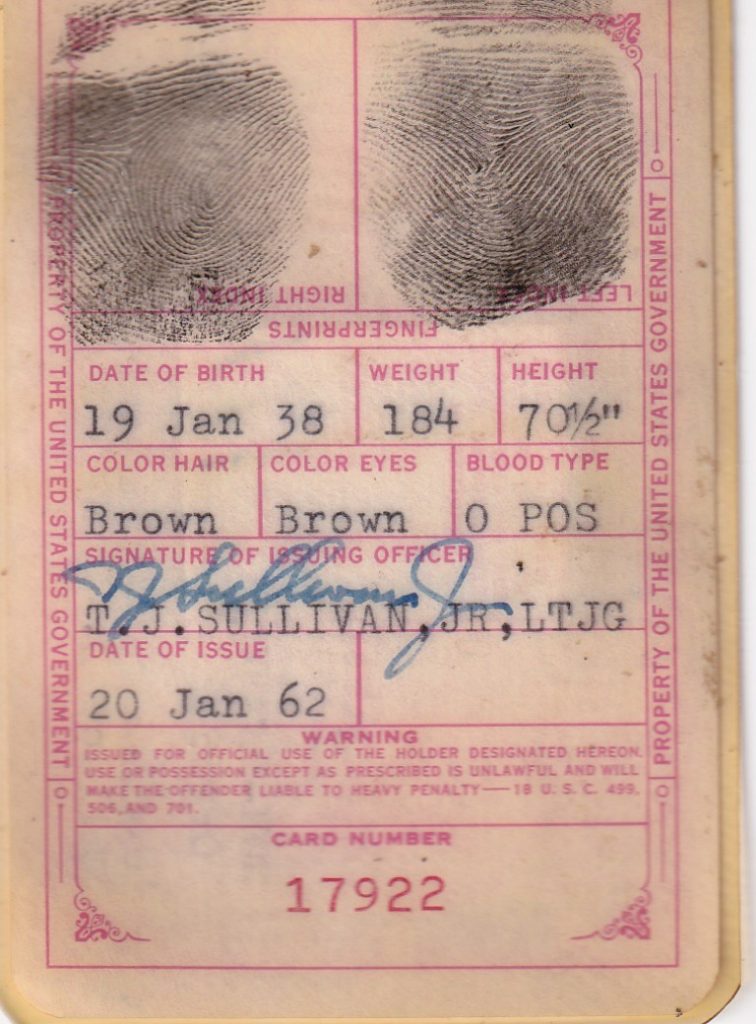 RIGHT INDEX
LEFT INDEX
FINGERPRINTS
PROPERTY OF THE UNITED STATES GOVERNMENT
PROPERTY OF THE UNITED STATES GOVERNMENT
DATE OF BIRTH WEIGHT HEIGHT
19 Jan 38 184 70½"
COLOR HAIR COLOR EYES BLOOD TYPE
Brown Brown O POS
SIGNATURE OF ISSUING OFFICER
T J Sullivan Jr
T.J.SULLIVAN,JR,LTJG
DATE OF ISSUE
20 Jan 62
WARNING
ISSUED FOR OFFICIAL USE OF THE HOLDER DESIGNATED HEREON.
USE OR POSSESSION EXCEPT AS PRESCRIBED IS UNLAWFUL AND WILL
MAKE THE OFFENDER LIABLE TO HEAVY PENALTY—18 U. S. C. 499,
506, AND 701.
CARD NUMBER
17922